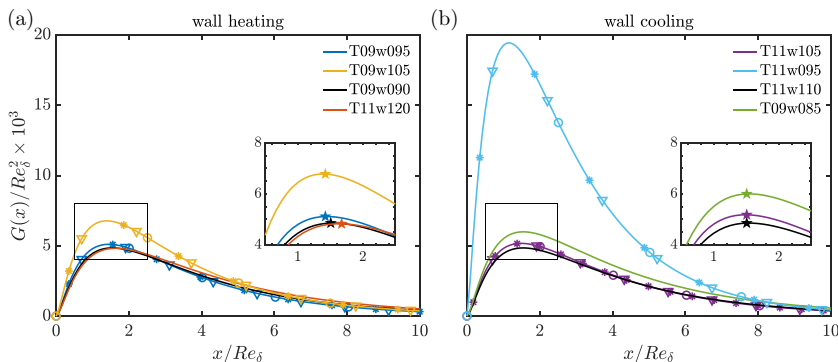 (a) wall heating
G(x)/Re_δ^2 × 10^3
20
15
10
5
0
T09w095
T09w105
T09w090
T11w120
8
6
4
1 2
0 2 4 6 8 10
x/Re_δ
(b) wall cooling
T11w105
T11w095
T11w110
T09w085
8
6
4
1 2
0 2 4 6 8 10
x/Re_δ